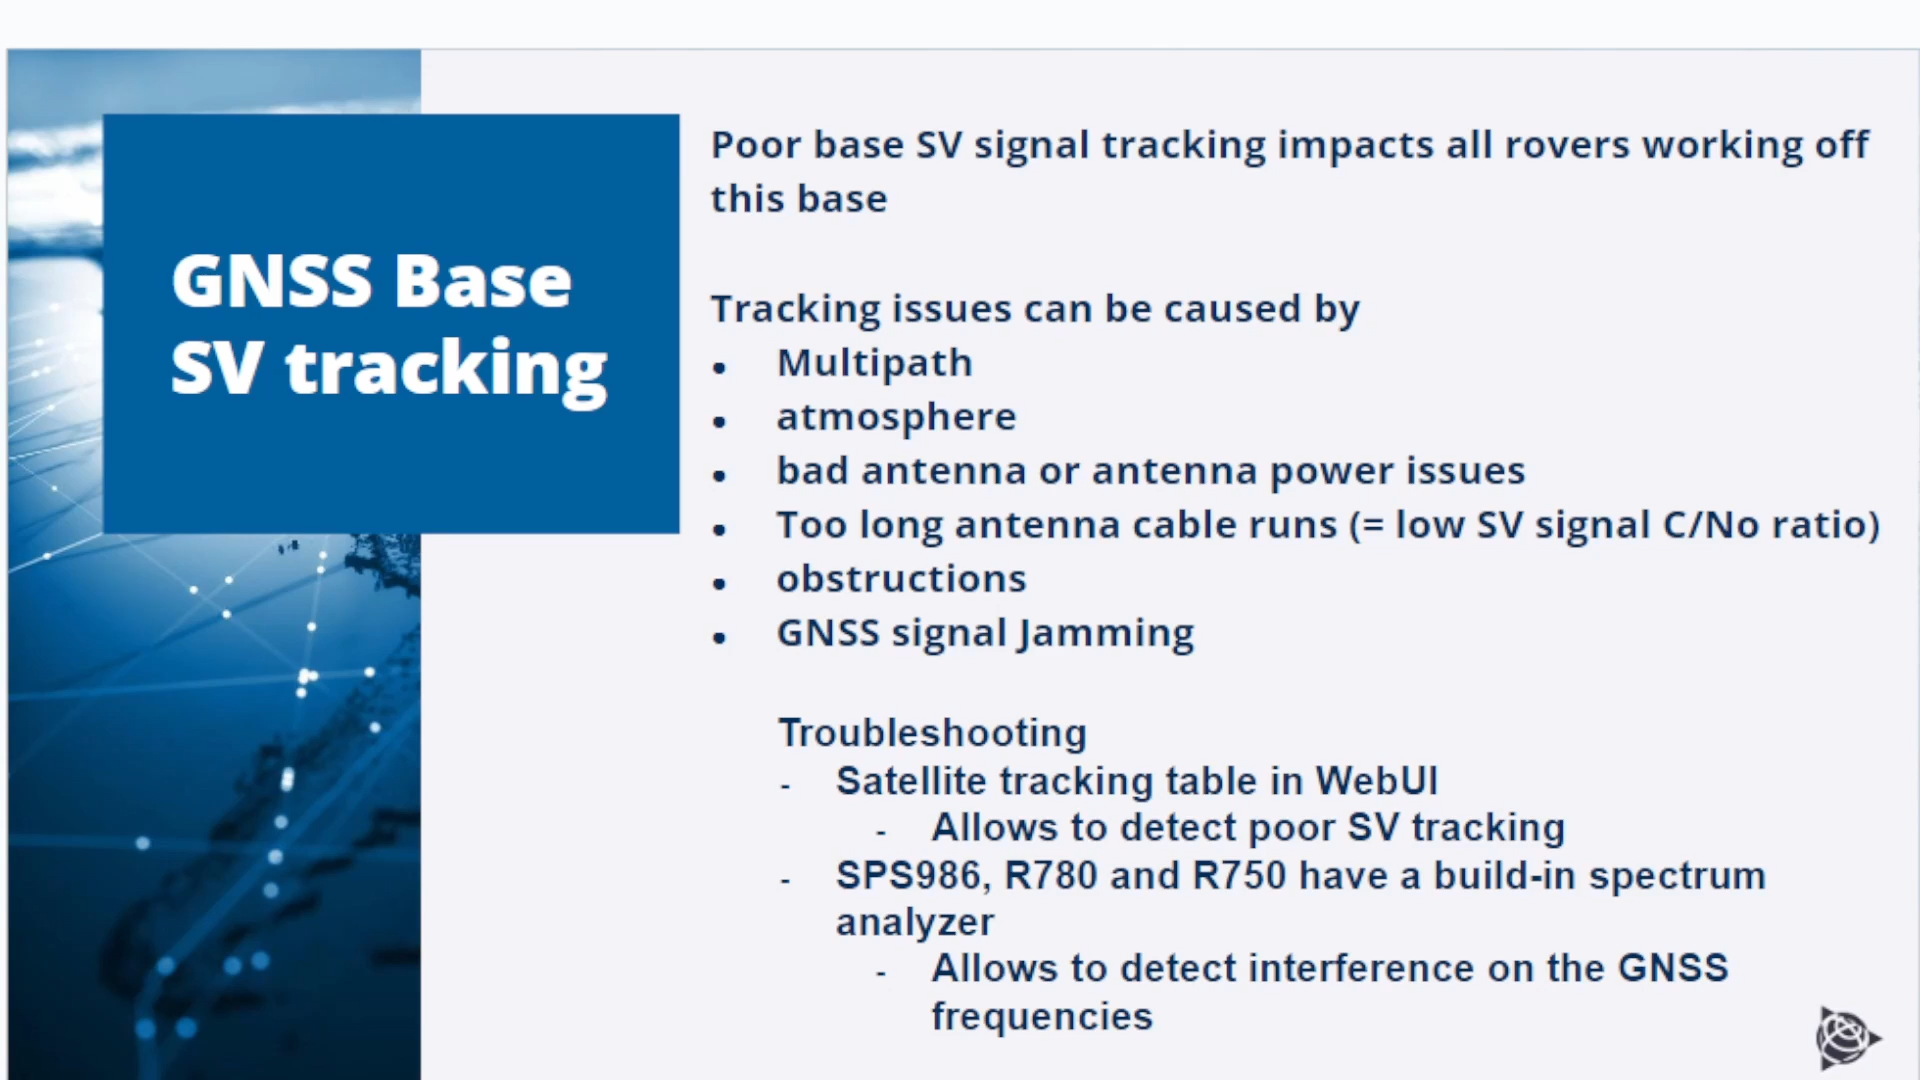 GNSS Base
SV tracking
Poor base SV signal tracking impacts all rovers working off
this base
Tracking issues can be caused by
• Multipath
• atmosphere
• bad antenna or antenna power issues
• Too long antenna cable runs (= low SV signal C/No ratio)
• obstructions
• GNSS signal Jamming
Troubleshooting
- Satellite tracking table in WebUI
- Allows to detect poor SV tracking
- SPS986, R780 and R750 have a build-in spectrum
analyzer
- Allows to detect interference on the GNSS
frequencies